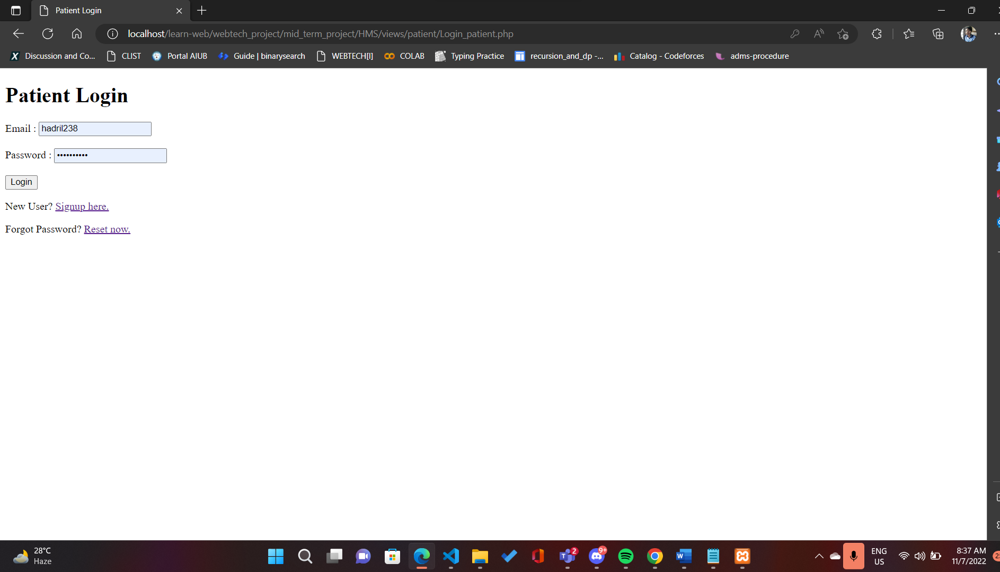 Patient Login
localhost/learn-web/webtech_project/mid_term_project/HMS/views/patient/Login_patient.php
Discussion and Co... CLIST Portal AIUB Guide | binarysearch WEBTECH[I] COLAB Typing Practice recursion_and_dp -... Catalog - Codeforces adms-procedure
Patient Login
Email : hadril238
Password : ••••••••••
Login
New User? Signup here.
Forgot Password? Reset now.
28°C
Haze
2
9+
ENG
US
8:37 AM
11/7/2022